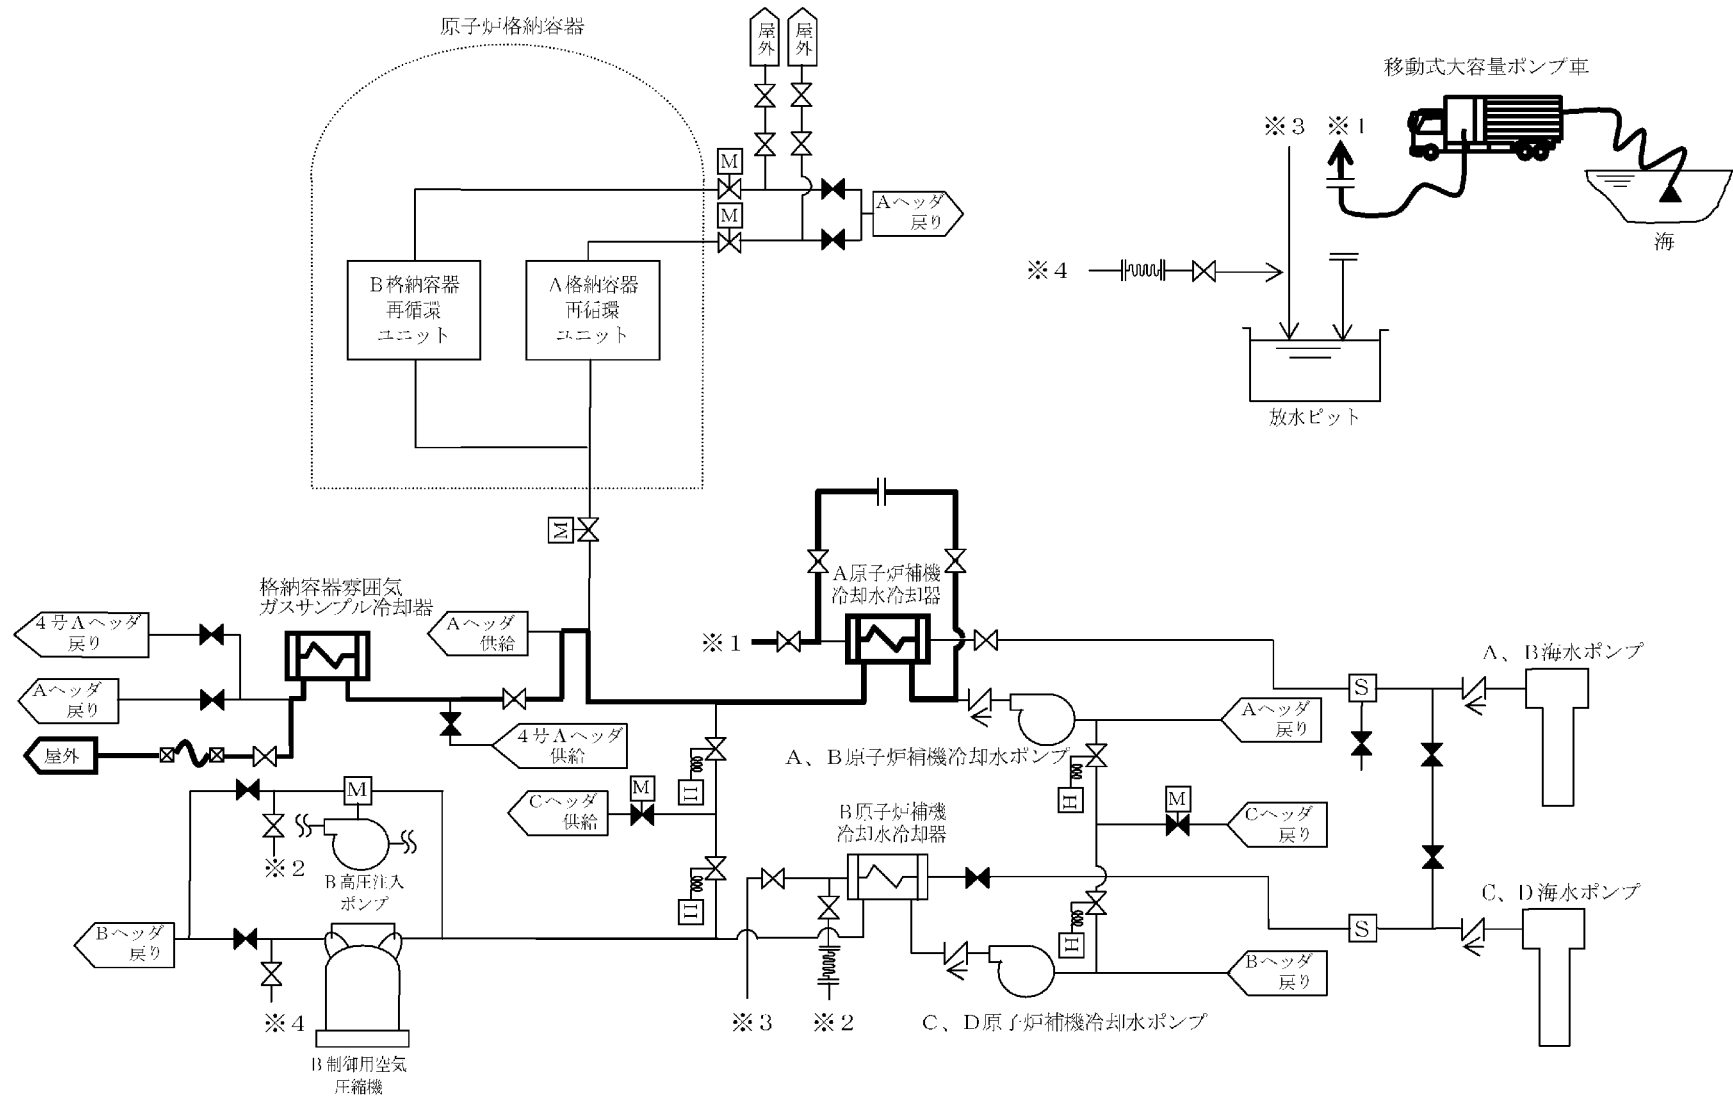 原子炉格納容器
屋外
屋外
移動式大容量ポンプ車
※3
※1
M
M
Aヘッダ
戻り
海
※4
B格納容器
再循環
ユニット
A格納容器
再循環
ユニット
放水ピット
M
格納容器雰囲気
ガスサンプル冷却器
A原子炉補機
冷却水冷却器
4号Aヘッダ
戻り
Aヘッダ
供給
※1
A、B海水ポンプ
Aヘッダ
戻り
S
Aヘッダ
戻り
4号Aヘッダ
供給
屋外
A、B原子炉補機冷却水ポンプ
H
M
M
H
M
Cヘッダ
供給
B原子炉補機
冷却水冷却器
Cヘッダ
戻り
※2
B高圧注入
ポンプ
C、D海水ポンプ
H
Bヘッダ
戻り
H
S
Bヘッダ
戻り
※4
※3
※2
C、D原子炉補機冷却水ポンプ
B制御用空気
圧縮機